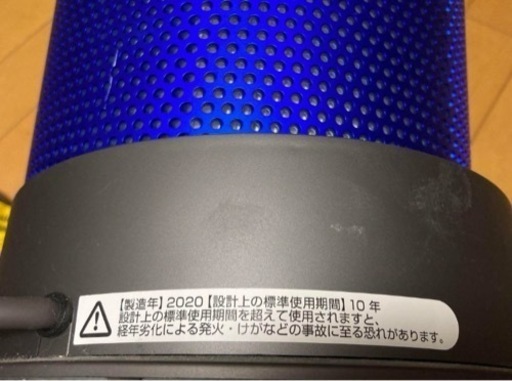 【製造年】2020【設計上の標準使用期間】10年
設計上の標準使用期間を超えて使用されますと、
経年劣化による発火・けがなどの事故に至る恐れがあります。